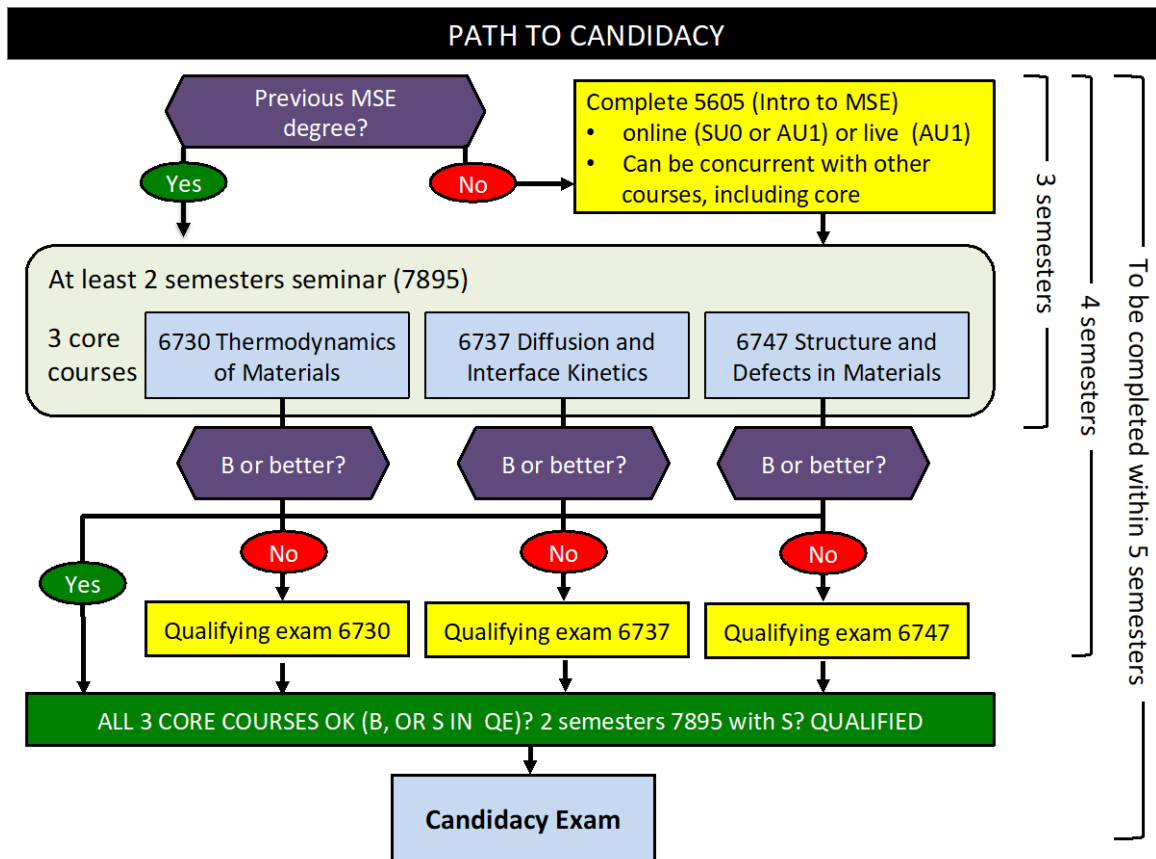 PATH TO CANDIDACY
Previous MSE
degree?
Yes
No
Complete 5605 (Intro to MSE)
• online (SU0 or AU1) or live (AU1)
• Can be concurrent with other
courses, including core
At least 2 semesters seminar (7895)
3 core
courses
6730 Thermodynamics
of Materials
6737 Diffusion and
Interface Kinetics
6747 Structure and
Defects in Materials
B or better?
B or better?
B or better?
Yes
No
No
No
Qualifying exam 6730
Qualifying exam 6737
Qualifying exam 6747
ALL 3 CORE COURSES OK (B, OR S IN QE)? 2 semesters 7895 with S? QUALIFIED
Candidacy Exam
3 semesters
4 semesters
To be completed within 5 semesters